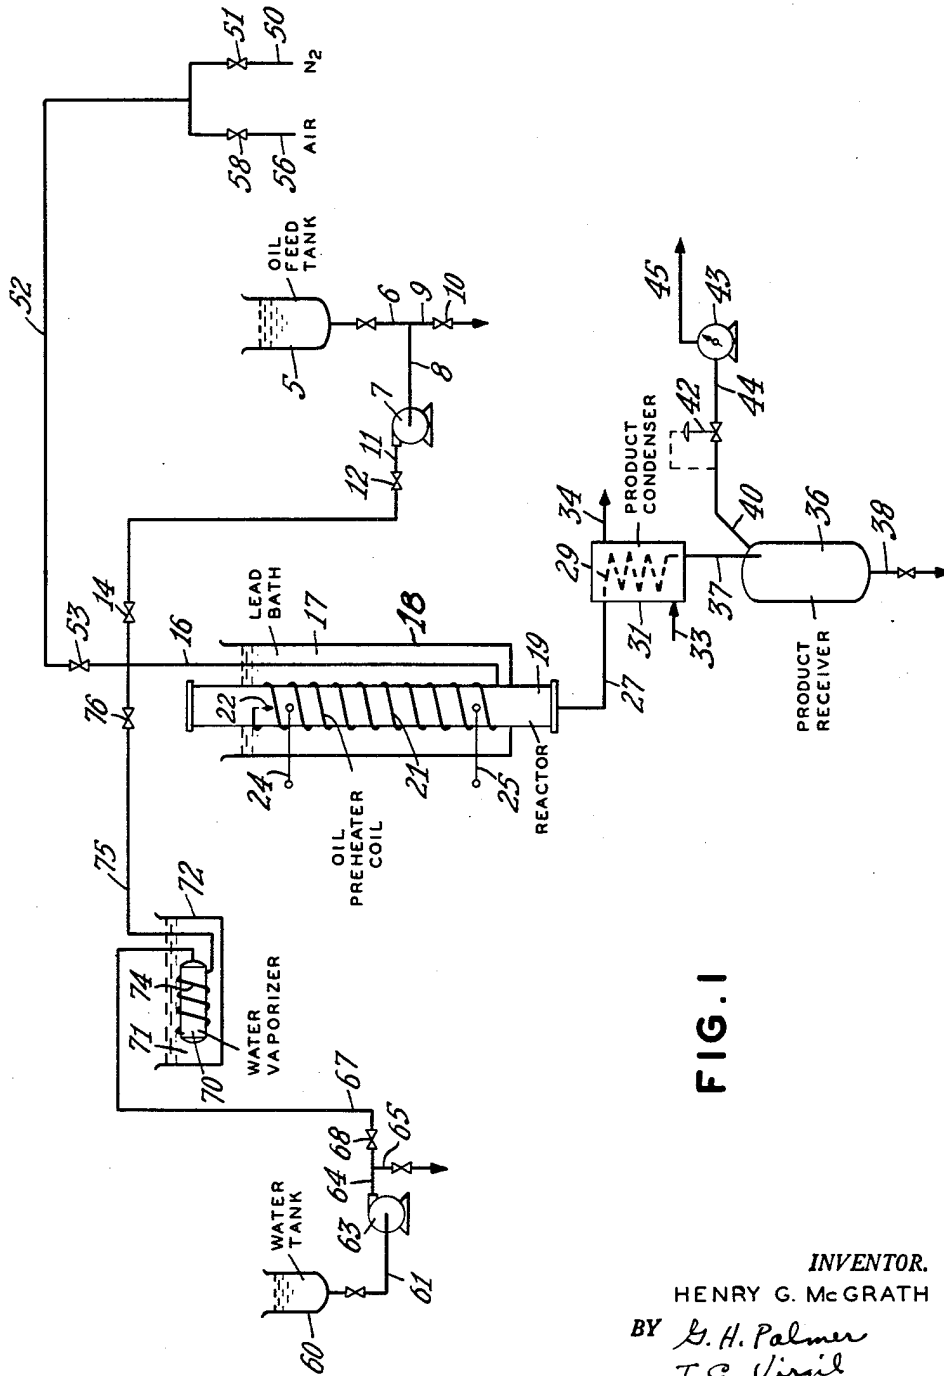 51
50
N2
58
56
AIR
52
OIL
FEED
TANK
5
6
9
10
8
7
11
12
14
53
16
76
LEAD
BATH
17
18
19
22
24
21
25
OIL
PREHEATER
COIL
REACTOR
27
29
31
33
34
PRODUCT
CONDENSER
37
36
38
40
42
44
43
45
PRODUCT
RECEIVER
75
72
74
71
70
WATER
VAPORIZER
67
68
65
64
63
61
WATER
TANK
60
FIG. 1
INVENTOR.
HENRY G. McGRATH
BY G. H. Palmer
T. C. Virgil